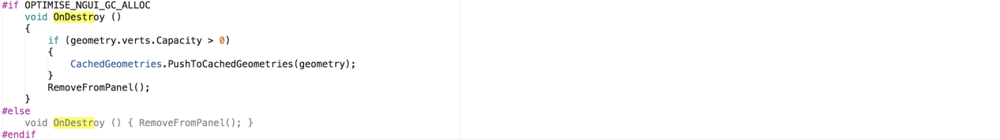 #if OPTIMISE_NGUI_GC_ALLOC
    void OnDestroy ()
    {
        if (geometry.verts.Capacity > 0)
        {
            CachedGeometries.PushToCachedGeometries(geometry);
        }
        RemoveFromPanel();
    }
#else
    void OnDestroy () { RemoveFromPanel(); }
#endif